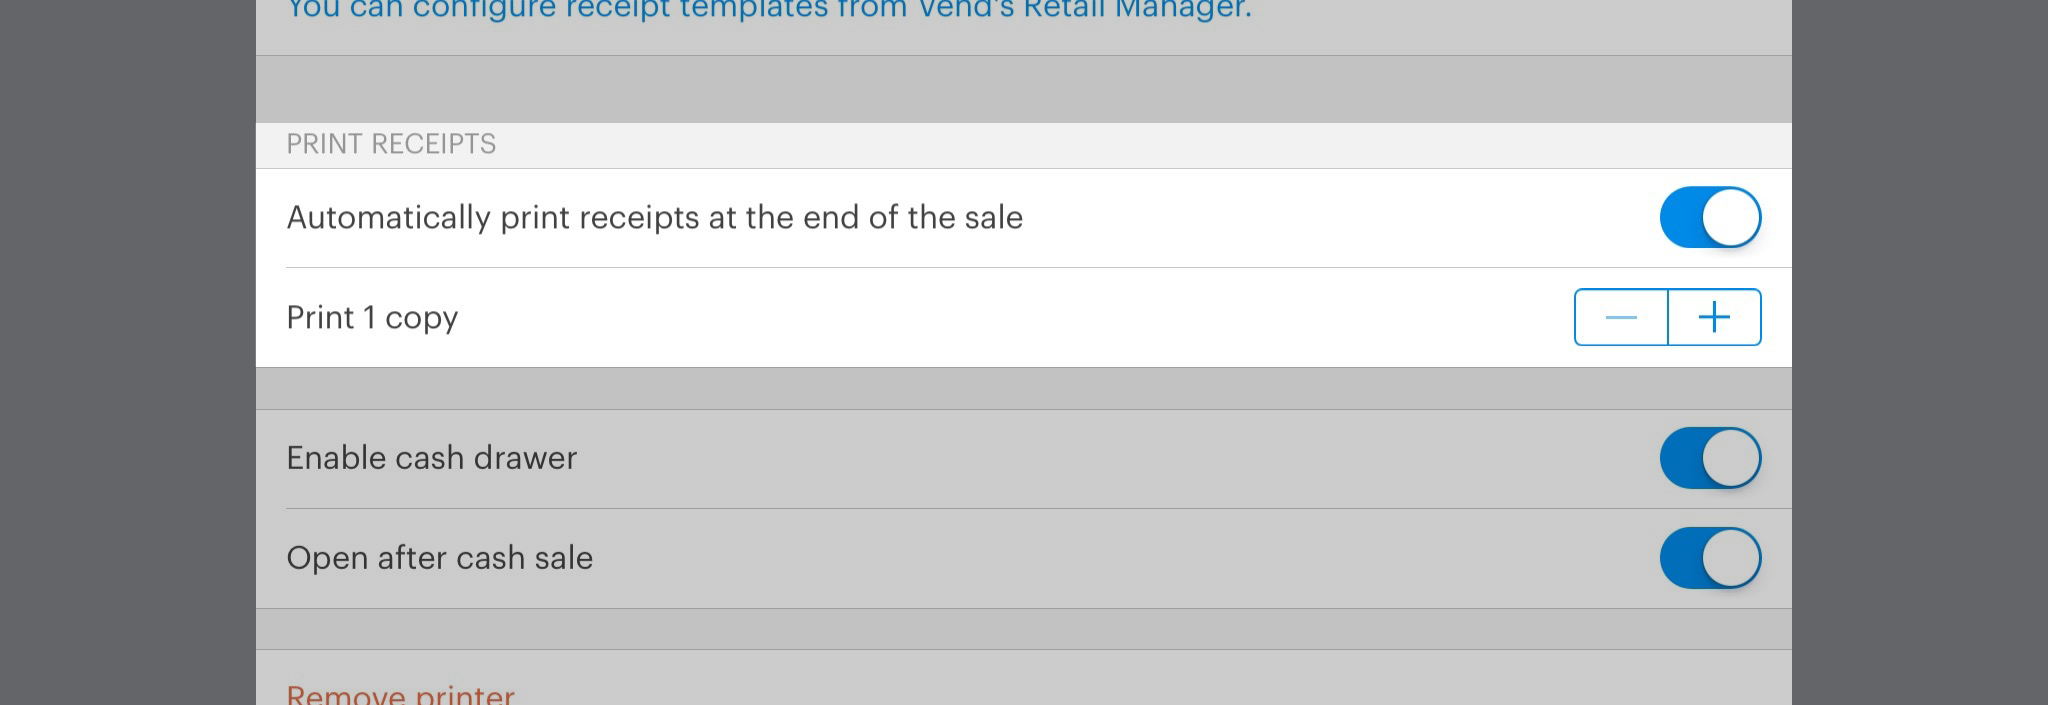 You can configure receipt templates from Vend's Retail Manager.
PRINT RECEIPTS
Automatically print receipts at the end of the sale
Print 1 copy
Enable cash drawer
Open after cash sale
Remove printer